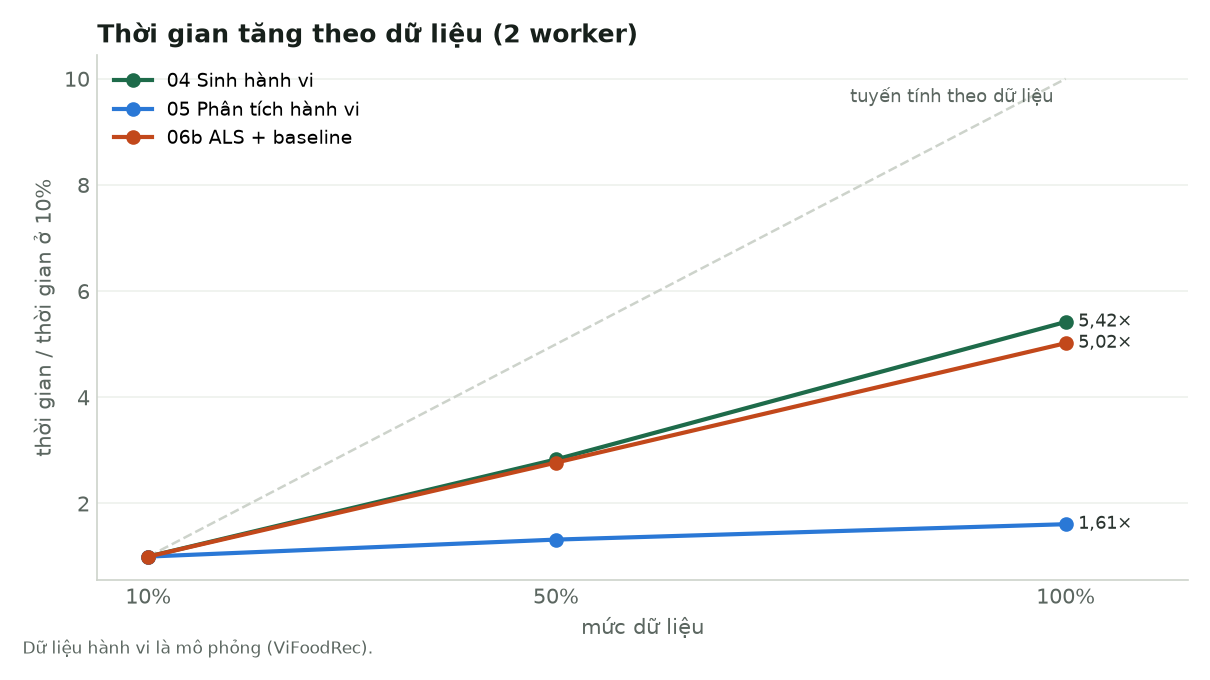 Thời gian tăng theo dữ liệu (2 worker)
04 Sinh hành vi
05 Phân tích hành vi
06b ALS + baseline
tuyến tính theo dữ liệu
thời gian / thời gian ở 10%
10
8
6
4
2
5,42×
5,02×
1,61×
10%
50%
100%
mức dữ liệu
Dữ liệu hành vi là mô phỏng (ViFoodRec).